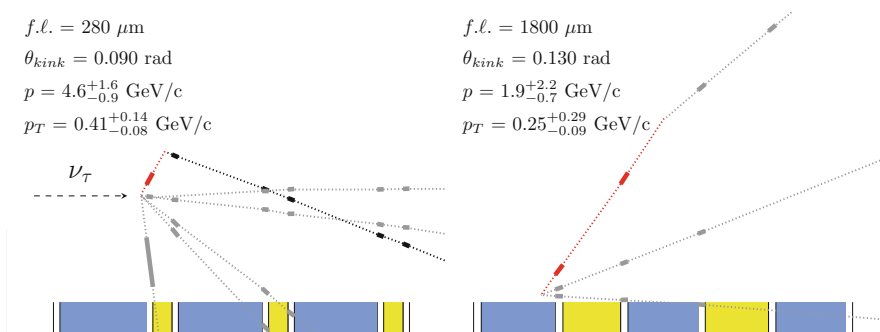 f.ℓ. = 280 μm
θ_kink = 0.090 rad
p = 4.6^{+1.6}_{-0.9} GeV/c
p_T = 0.41^{+0.14}_{-0.08} GeV/c
ν_τ
f.ℓ. = 1800 μm
θ_kink = 0.130 rad
p = 1.9^{+2.2}_{-0.7} GeV/c
p_T = 0.25^{+0.29}_{-0.09} GeV/c